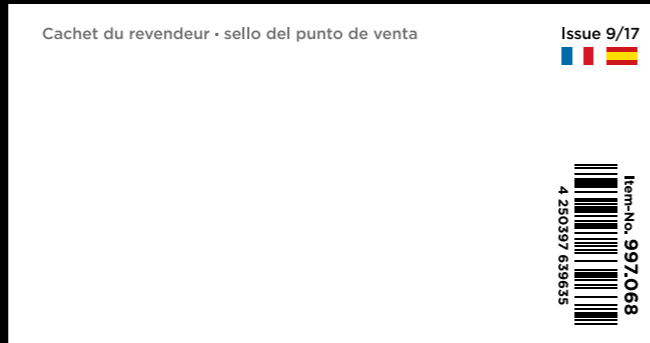 Cachet du revendeur · sello del punto de venta
Issue 9/17
Item-No. 997.068
4 250397 639635